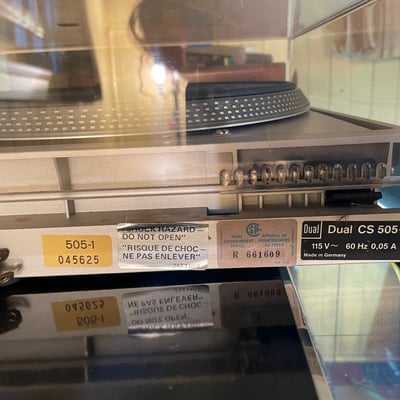 505-1
045625
SHOCK HAZARD -
DO NOT OPEN"
"RISQUE DE CHOC -
NE PAS ENLEVER"
R 661609
Dual Dual CS 505-
115 V~ 60 Hz 0,05 A
Made in Germany